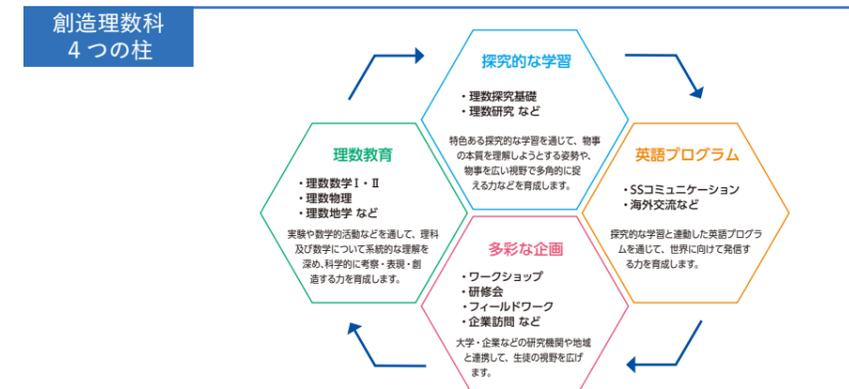 創造理数科
4つの柱
探究的な学習
・理数探究基礎
・理数研究 など
特色ある探究的な学習を通じて、物事
の本質を理解しようとする姿勢や、
物事を広い視野で多角的に捉
える力などを育成します。
理数教育
・理数数学Ⅰ・Ⅱ
・理数物理
・理数地学 など
実験や数学的活動などを通して、理科
及び数学について系統的な理解を
深め、科学的に考察・表現・創
造する力を育成します。
英語プログラム
・SSコミュニケーション
・海外交流など
探究的な学習と連動した英語プログラ
ムを通じて、世界に向けて発信す
る力を育成します。
多彩な企画
・ワークショップ
・研修会
・フィールドワーク
・企業訪問 など
大学・企業などの研究機関や地域
と連携して、生徒の視野を広げ
ます。